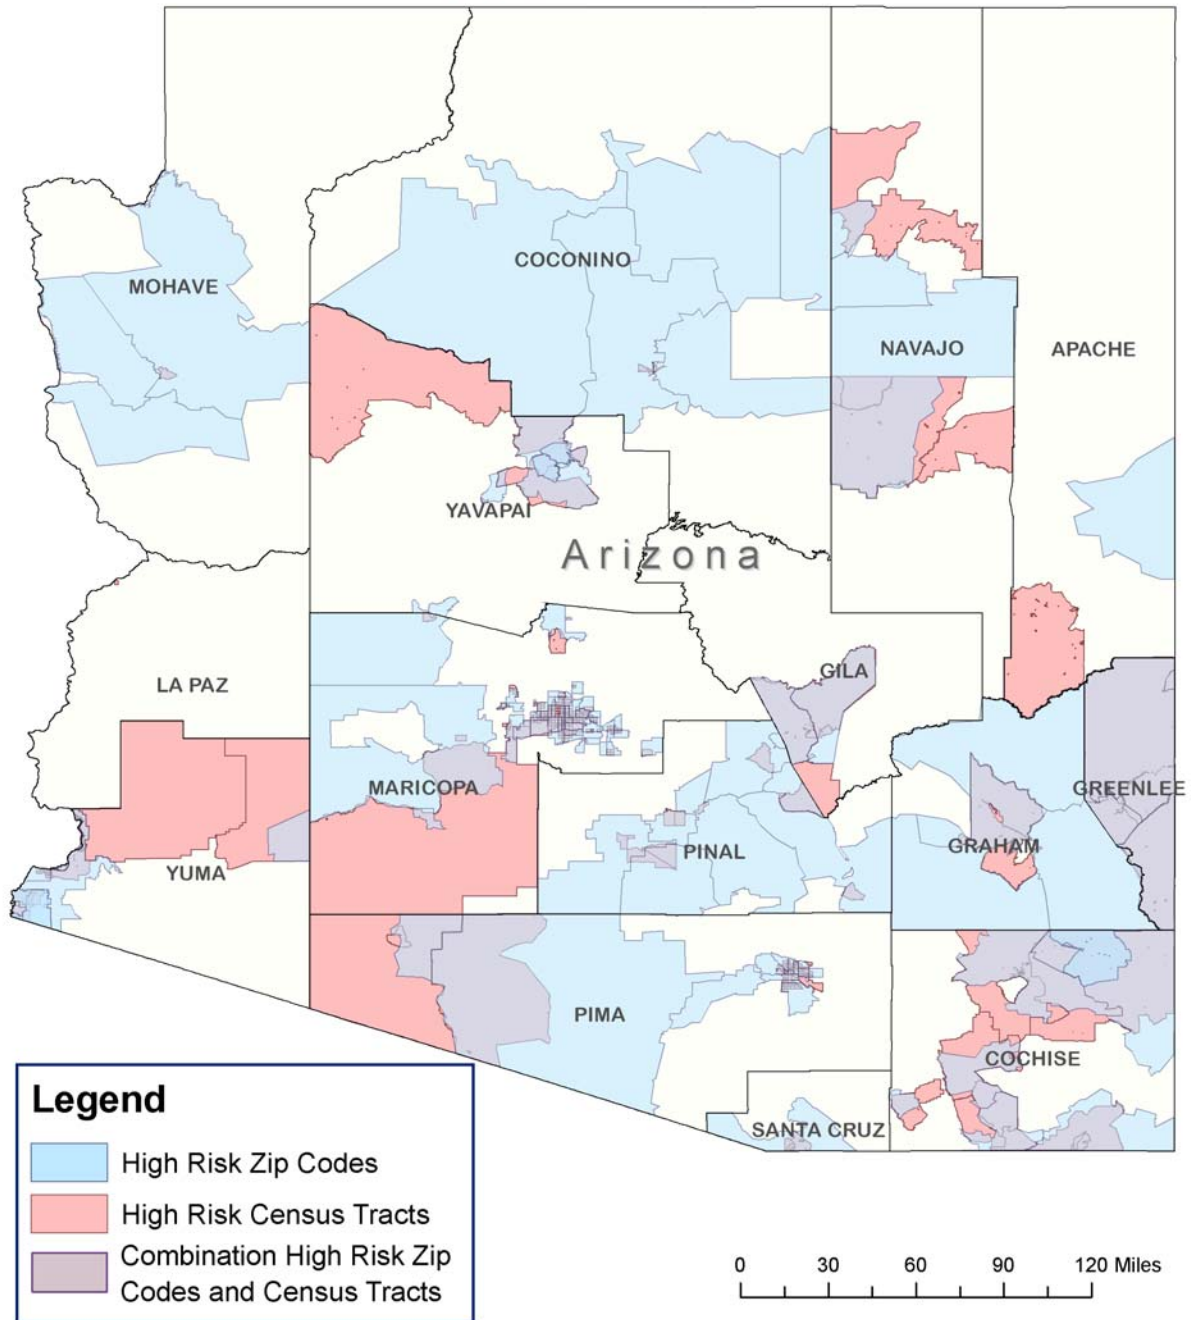 COCONINO
MOHAVE
NAVAJO
APACHE
YAVAPAI
Arizona
LA PAZ
GILA
MARICOPA
GREENLEE
YUMA
PINAL
GRAHAM
PIMA
COCHISE
SANTA CRUZ
Legend
High Risk Zip Codes
High Risk Census Tracts
Combination High Risk Zip
Codes and Census Tracts
0 30 60 90 120 Miles